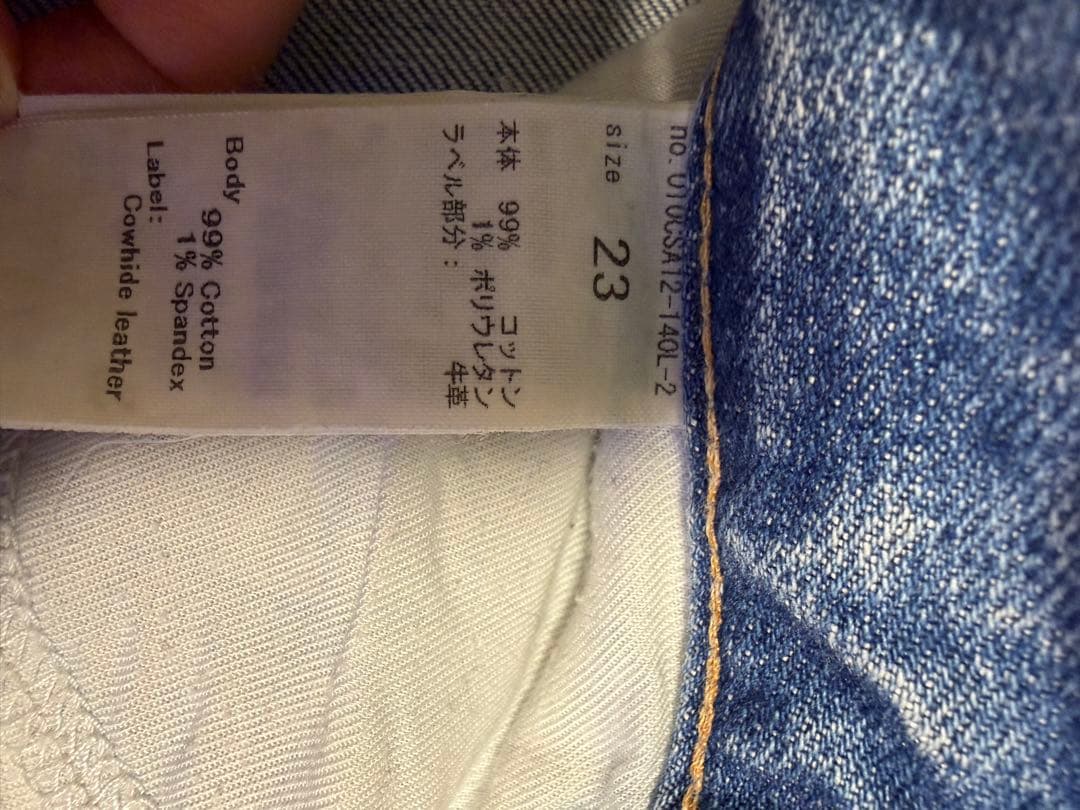 no.010CSA12-140L-2
size 23
本体 99% コットン
1% ポリウレタン
ラベル部分: 牛革
Body
99% Cotton
1% Spandex
Label:
Cowhide leather